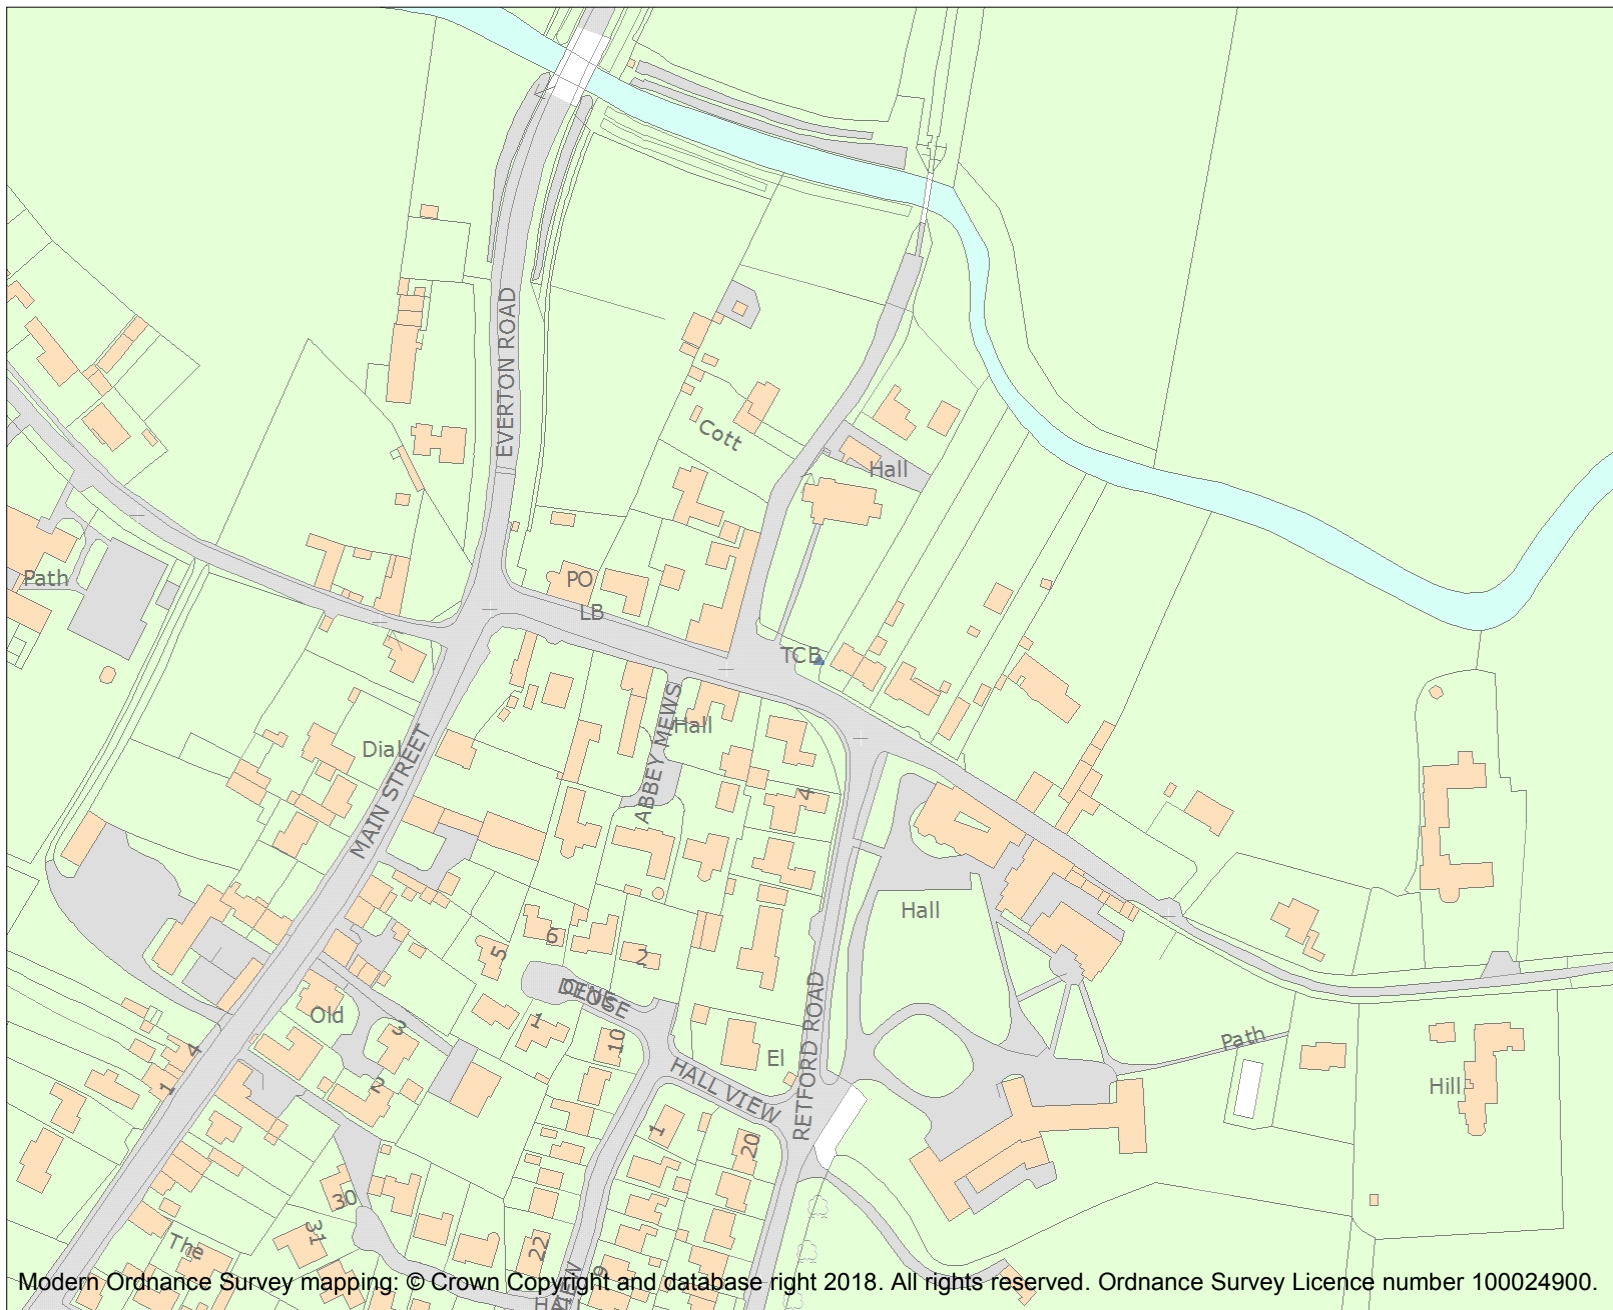 EVERTON ROAD
Cott
Hall
Path
PO
LB
TCB
ABBEY MEWS
Hall
Dial
MAIN STREET
4
Hall
6
5
2
CLOSE
Old
3
1
10
RETFORD ROAD
El
Path
4
1
2
HALL VIEW
Hill
1
20
30
31
The
22
9
VIEW
Modern Ordnance Survey mapping: © Crown Copyright and database right 2018. All rights reserved. Ordnance Survey Licence number 100024900.